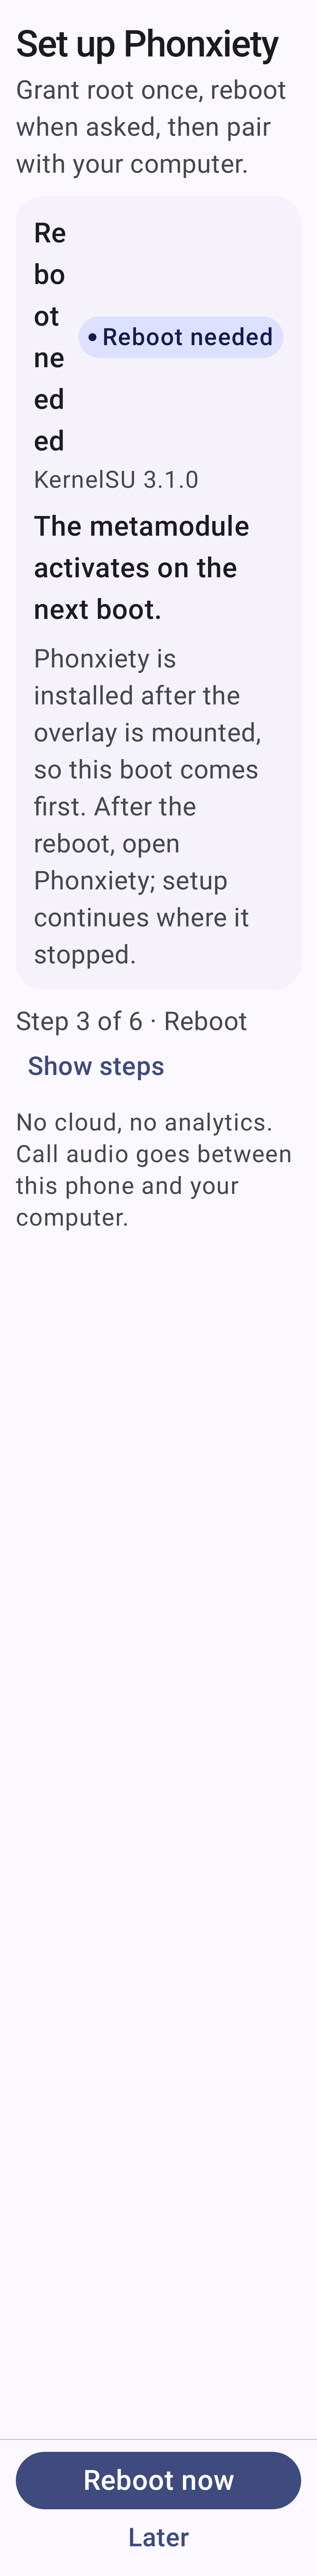 Set up Phonxiety
Grant root once, reboot
when asked, then pair
with your computer.
Re
bo
ot
ne
ed
ed
• Reboot needed
KernelSU 3.1.0
The metamodule
activates on the
next boot.
Phonxiety is
installed after the
overlay is mounted,
so this boot comes
first. After the
reboot, open
Phonxiety; setup
continues where it
stopped.
Step 3 of 6 · Reboot
Show steps
No cloud, no analytics.
Call audio goes between
this phone and your
computer.
Reboot now
Later